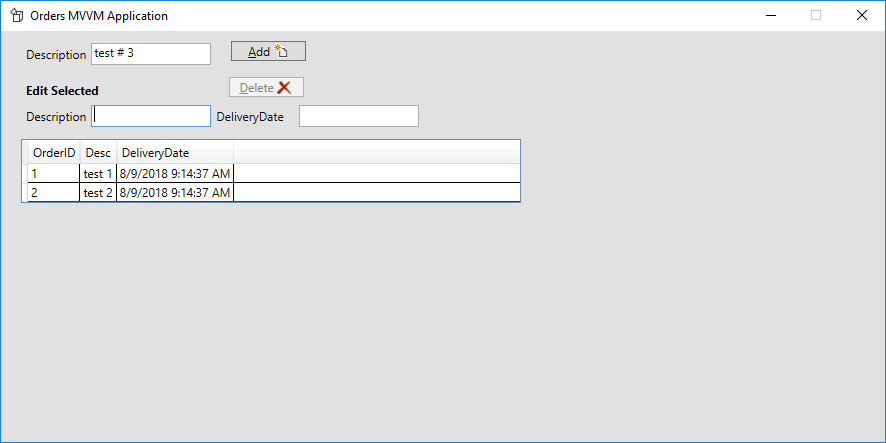 Orders MVVM Application
Description test # 3 Add
Edit Selected Delete
Description DeliveryDate
OrderID Desc DeliveryDate
1 test 1 8/9/2018 9:14:37 AM
2 test 2 8/9/2018 9:14:37 AM